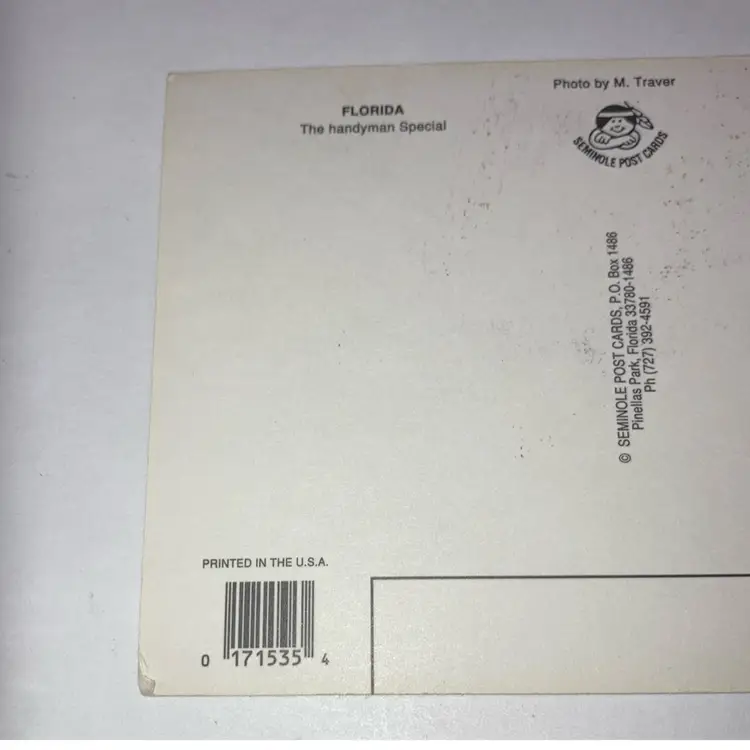 Photo by M. Traver
FLORIDA
The handyman Special
SEMINOLE POST CARDS
© SEMINOLE POST CARDS, P.O. Box 1486
Pinellas Park, Florida 33780-1486
Ph (727) 392-4591
PRINTED IN THE U.S.A.
0 171535 4